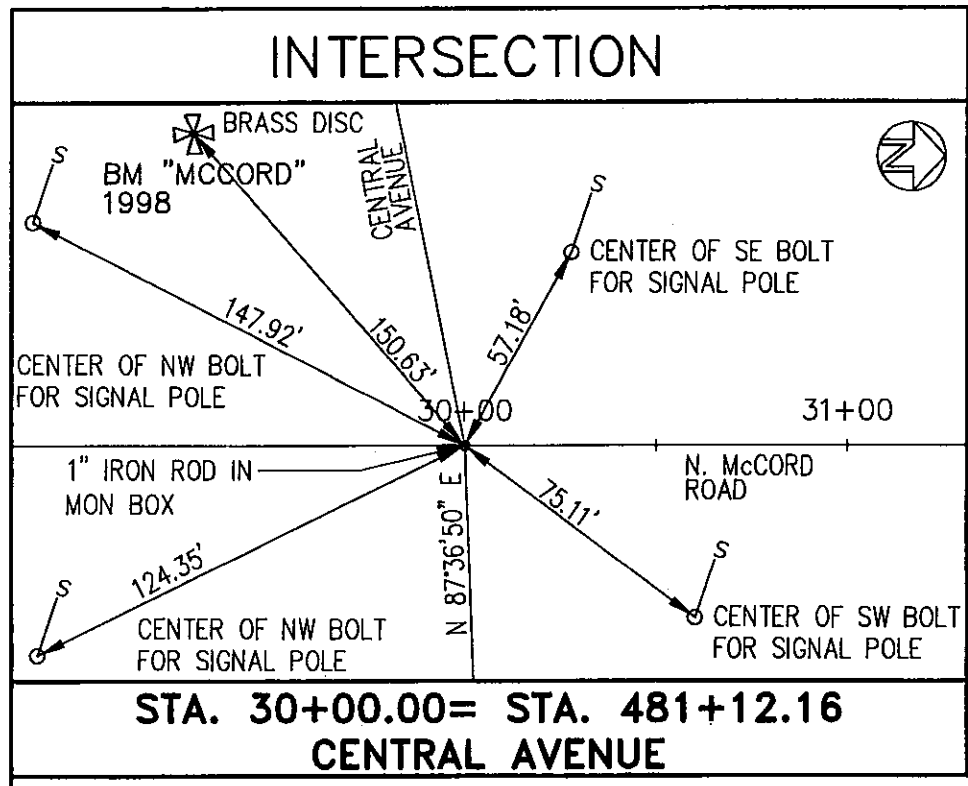 INTERSECTION
BRASS DISC
BM "MCCORD"
1998
CENTRAL
AVENUE
N
S
S
CENTER OF SE BOLT
FOR SIGNAL POLE
147.92'
150.63'
57.18'
CENTER OF NW BOLT
FOR SIGNAL POLE
30+00
31+00
1" IRON ROD IN
MON BOX
N. McCORD
ROAD
N 87°36'50" E
75.11'
124.35'
S
S
CENTER OF NW BOLT
FOR SIGNAL POLE
CENTER OF SW BOLT
FOR SIGNAL POLE
STA. 30+00.00= STA. 481+12.16
CENTRAL AVENUE